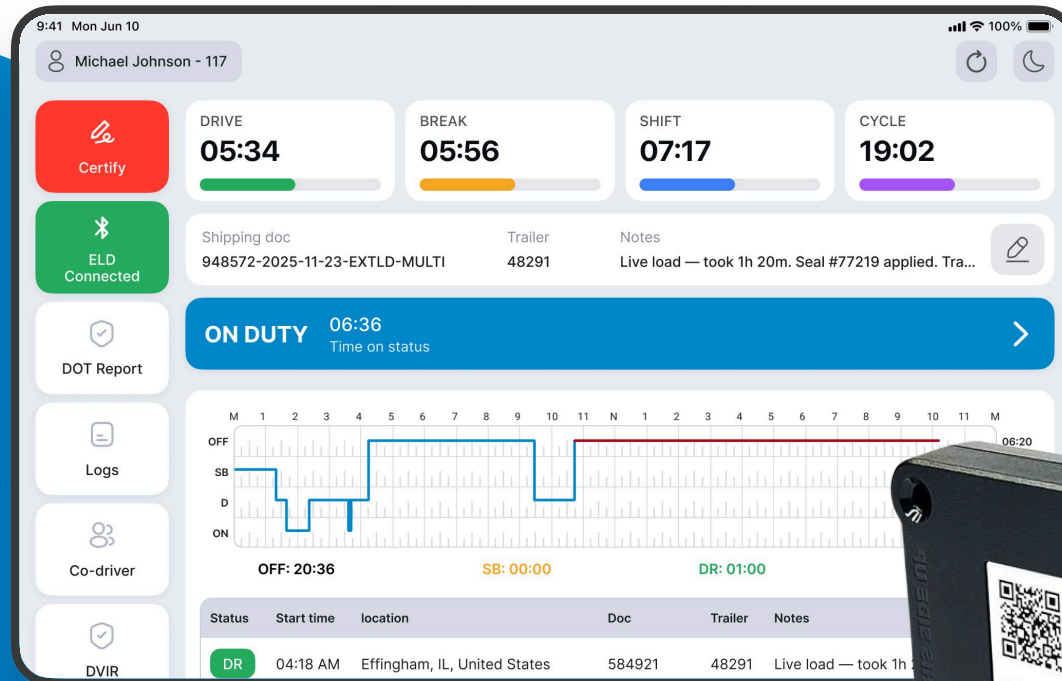 9:41 Mon Jun 10
100%
Michael Johnson - 117
Certify
ELD
Connected
DOT Report
Logs
Co-driver
DVIR
DRIVE
05:34
BREAK
05:56
SHIFT
07:17
CYCLE
19:02
Shipping doc
948572-2025-11-23-EXTLD-MULTI
Trailer
48291
Notes
Live load — took 1h 20m. Seal #77219 applied. Tra...
ON DUTY
06:36
Time on status
M 1 2 3 4 5 6 7 8 9 10 11 N 1 2 3 4 5 6 7 8 9 10 11 M
OFF
06:20
SB
D
ON
OFF: 20:36 SB: 00:00 DR: 01:00
Status Start time location Doc Trailer Notes
DR 04:18 AM Effingham, IL, United States 584921 48291 Live load — took 1h